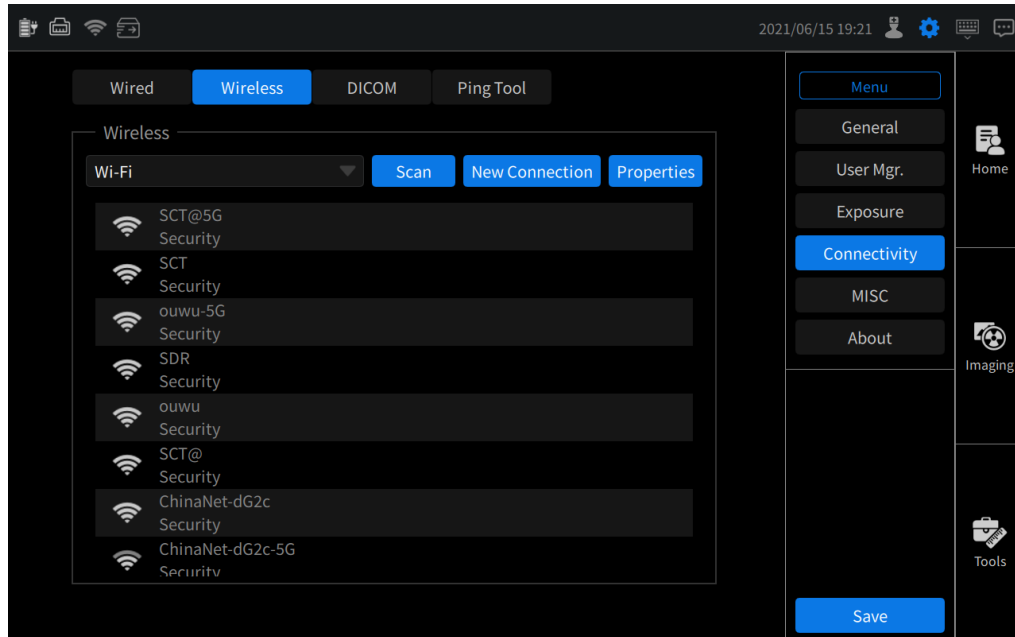 2021/06/15 19:21
Wired
Wireless
DICOM
Ping Tool
Wireless
Wi-Fi
Scan
New Connection
Properties
SCT@5G
Security
SCT
Security
ouwu-5G
Security
SDR
Security
ouwu
Security
SCT@
Security
ChinaNet-dG2c
Security
ChinaNet-dG2c-5G
Security
Menu
General
User Mgr.
Exposure
Connectivity
MISC
About
Save
Home
Imaging
Tools